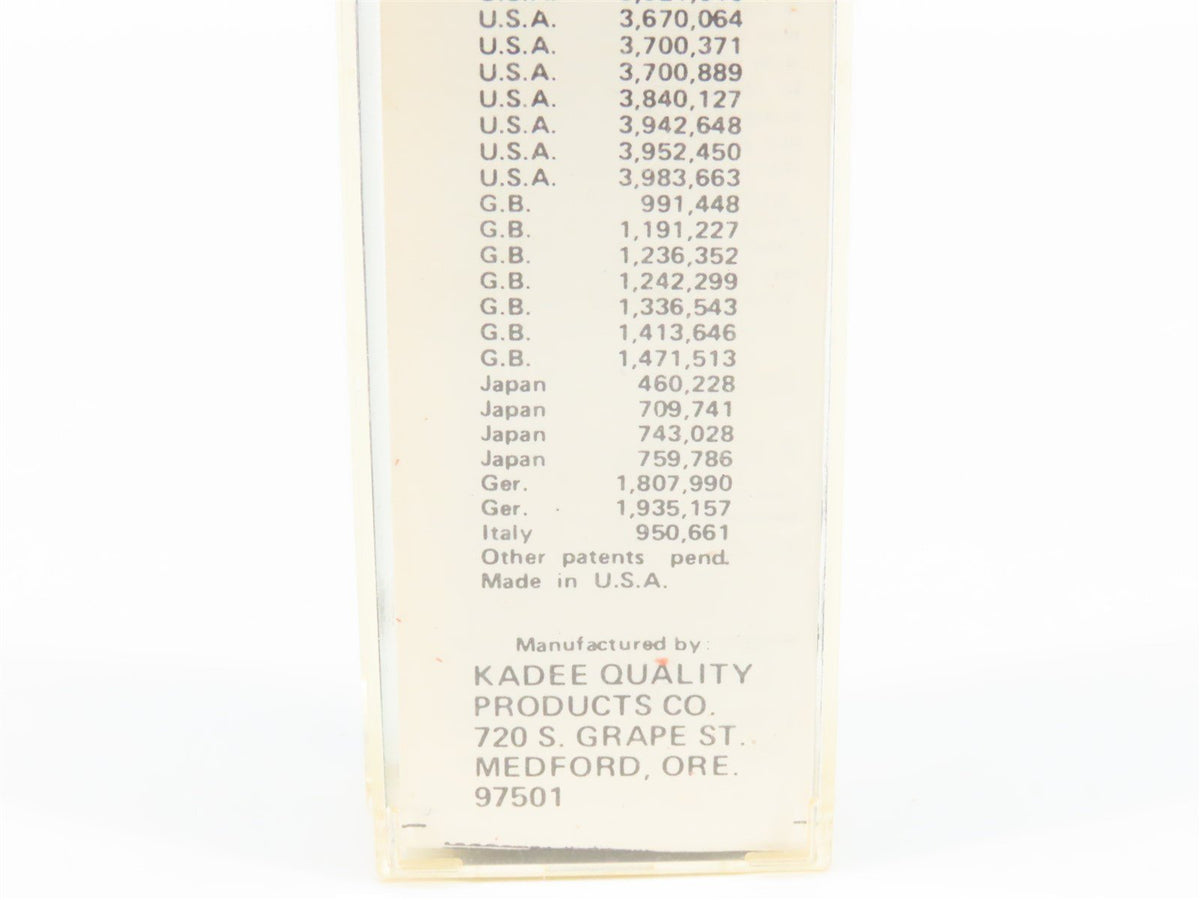 U.S.A. 3,670,064
U.S.A. 3,700,371
U.S.A. 3,700,889
U.S.A. 3,840,127
U.S.A. 3,942,648
U.S.A. 3,952,450
U.S.A. 3,983,663
G.B. 991,448
G.B. 1,191,227
G.B. 1,236,352
G.B. 1,242,299
G.B. 1,336,543
G.B. 1,413,646
G.B. 1,471,513
Japan 460,228
Japan 709,741
Japan 743,028
Japan 759,786
Ger. 1,807,990
Ger. 1,935,157
Italy 950,661
Other patents pend.
Made in U.S.A.
Manufactured by:
KADEE QUALITY
PRODUCTS CO.
720 S. GRAPE ST.
MEDFORD, ORE.
97501